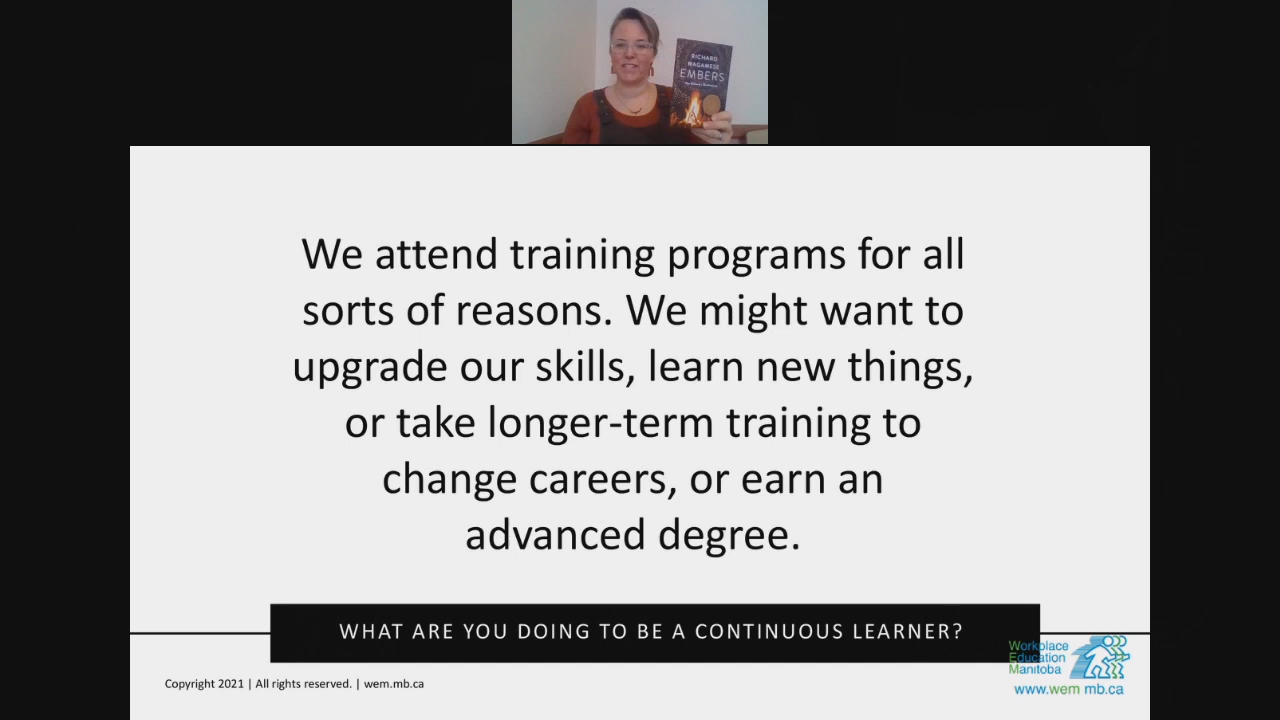 RICHARD
WAGAMESE
EMBERS
We attend training programs for all
sorts of reasons. We might want to
upgrade our skills, learn new things,
or take longer-term training to
change careers, or earn an
advanced degree.
WHAT ARE YOU DOING TO BE A CONTINUOUS LEARNER?
Workplace
Education
Manitoba
www.wem mb.ca
Copyright 2021 | All rights reserved. | wem.mb.ca